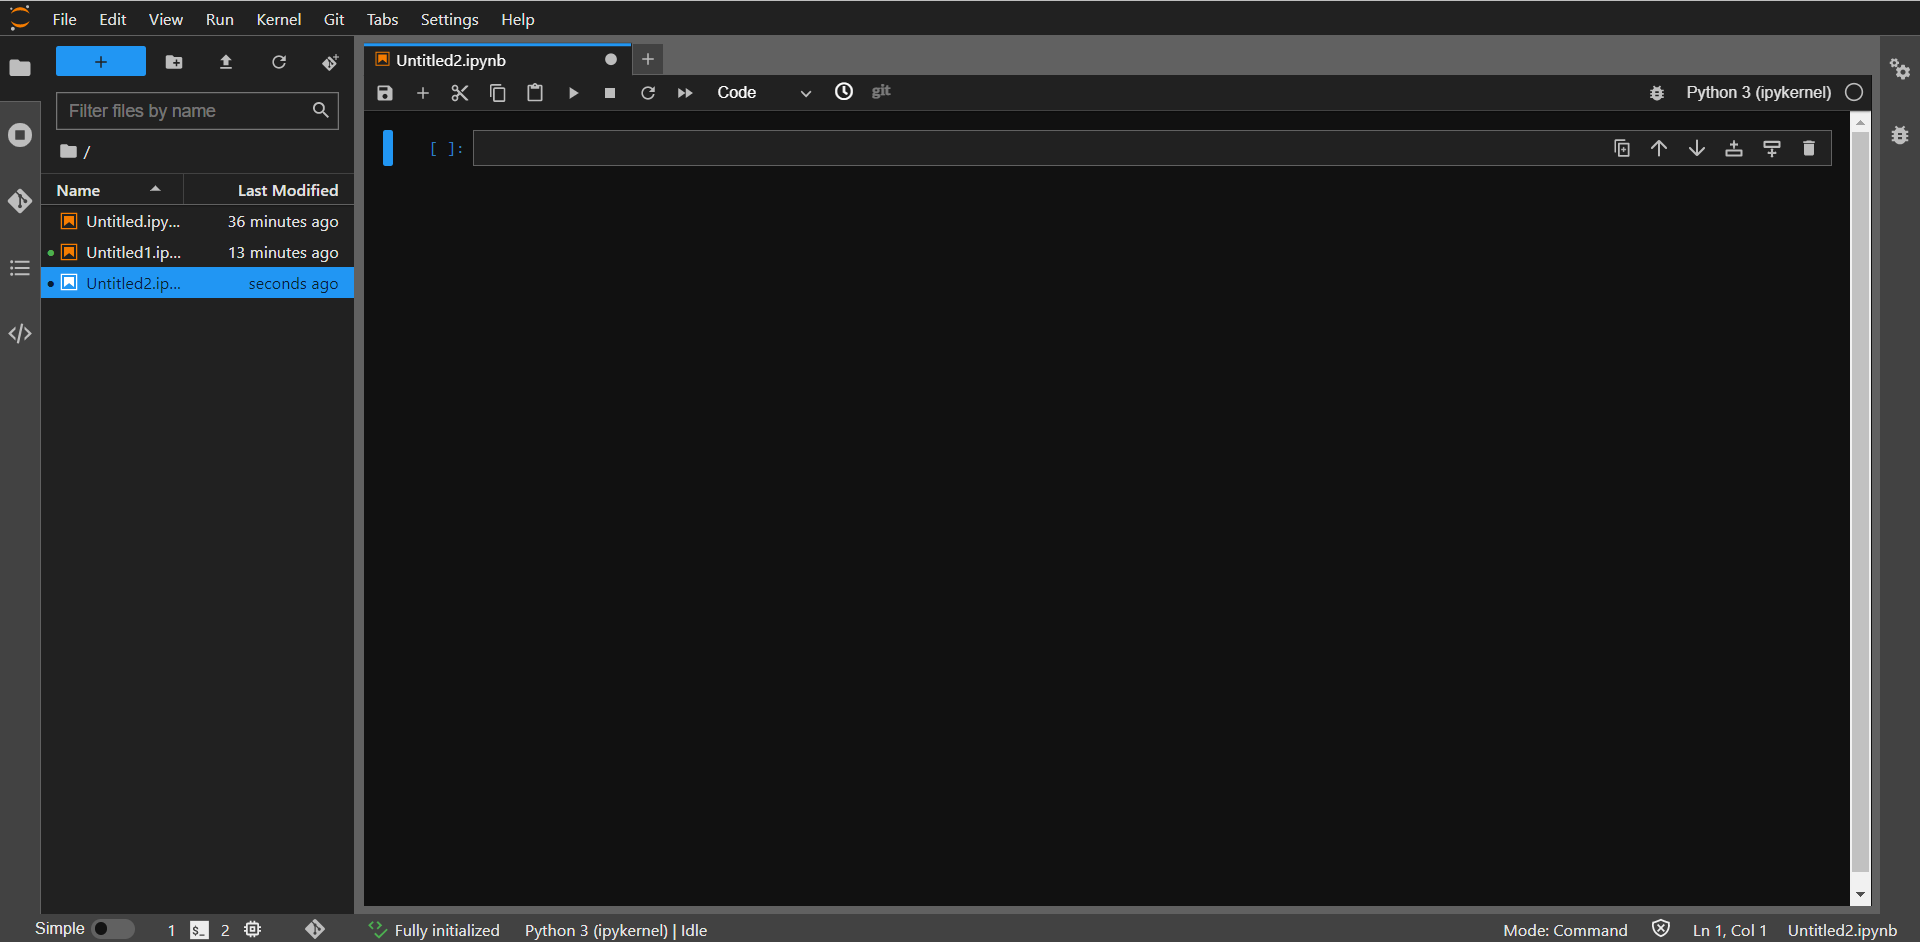 File Edit View Run Kernel Git Tabs Settings Help
+
Filter files by name
/
Name Last Modified
Untitled.ipy... 36 minutes ago
Untitled1.ip... 13 minutes ago
Untitled2.ip... seconds ago
Untitled2.ipynb +
Code git Python 3 (ipykernel)
[ ]:
Simple 1 $_ 2 Fully initialized Python 3 (ipykernel) | Idle Mode: Command Ln 1, Col 1 Untitled2.ipynb